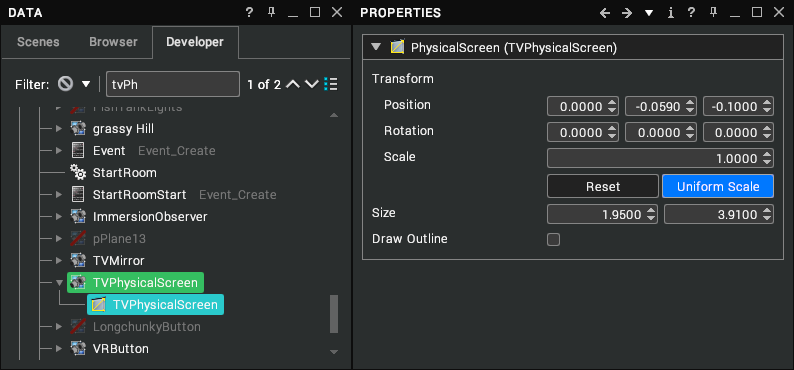 DATA
Scenes Browser Developer
Filter: tvPh 1 of 2
FishTankLights
grassy Hill
Event Event_Create
StartRoom
StartRoomStart Event_Create
ImmersionObserver
pPlane13
TVMirror
TVPhysicalScreen
TVPhysicalScreen
LongchunkyButton
VRButton
PROPERTIES
PhysicalScreen (TVPhysicalScreen)
Transform
Position 0.0000 -0.0590 -0.1000
Rotation 0.0000 0.0000 0.0000
Scale 1.0000
Reset Uniform Scale
Size 1.9500 3.9100
Draw Outline